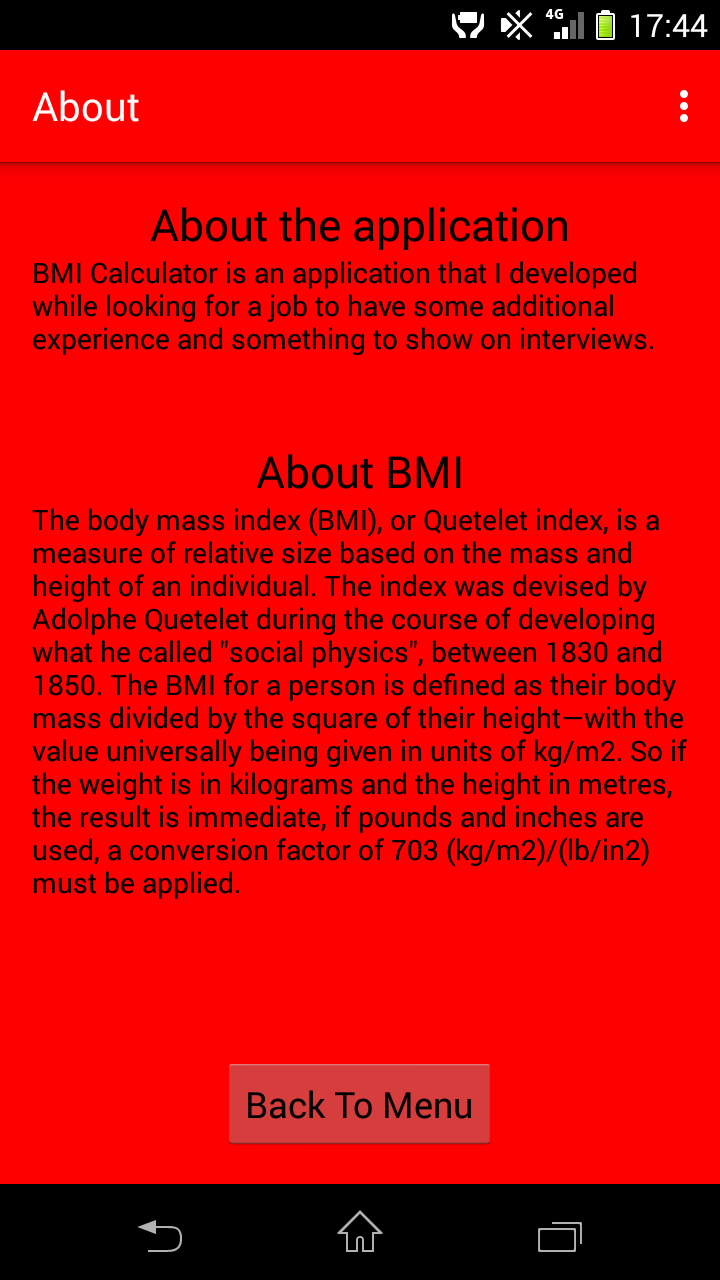 4G 17:44
About
About the application
BMI Calculator is an application that I developed
while looking for a job to have some additional
experience and something to show on interviews.
About BMI
The body mass index (BMI), or Quetelet index, is a
measure of relative size based on the mass and
height of an individual. The index was devised by
Adolphe Quetelet during the course of developing
what he called "social physics", between 1830 and
1850. The BMI for a person is defined as their body
mass divided by the square of their height—with the
value universally being given in units of kg/m2. So if
the weight is in kilograms and the height in metres,
the result is immediate, if pounds and inches are
used, a conversion factor of 703 (kg/m2)/(lb/in2)
must be applied.
Back To Menu